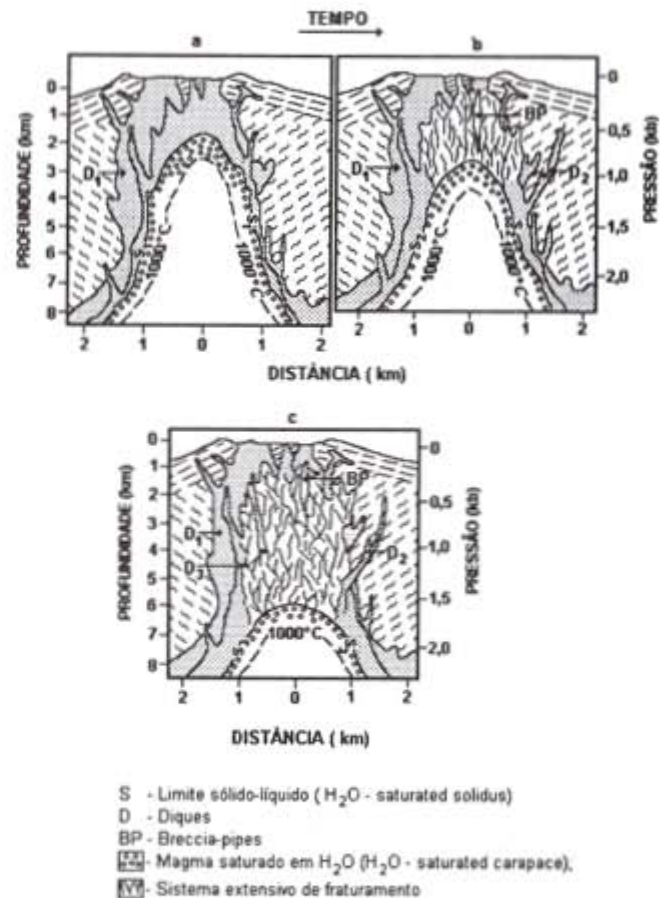 TEMPO
a
b
0
1
2
3
4
5
6
7
8
PROFUNDIDADE (km)
D1
S
1000°C
1000°C
S
2 1 0 1 2
BP
D1
D2
S
1000°C
1000°C
S
0
0,5
1,0
1,5
2,0
PRESSÃO (kb)
2 1 0 1 2
DISTÂNCIA ( km)
c
0
1
2
3
4
5
6
7
8
PROFUNDIDADE (km)
BP
D1
D2
D3
1000°C
S
S
0
0,5
1,0
1,5
2,0
PRESSÃO (kb)
2 1 0 1 2
DISTÂNCIA ( km)
S - Limite sólido-líquido ( H2O - saturated solidus)
D - Diques
BP - Breccia-pipes
- Magma saturado em H2O (H2O - saturated carapace),
- Sistema extensivo de fraturamento